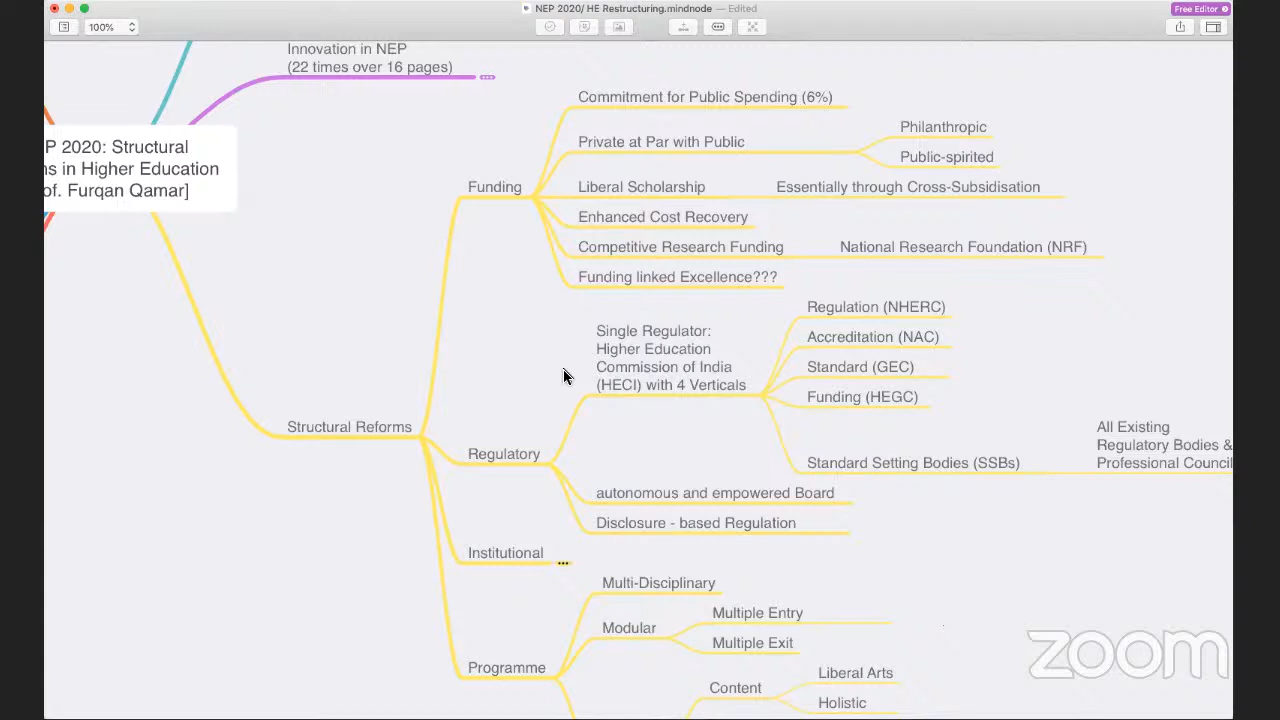 NEP 2020/ HE Restructuring.mindnode — Edited
Free Editor
100%
Innovation in NEP
(22 times over 16 pages)
P 2020: Structural
ns in Higher Education
of. Furqan Qamar]
Structural Reforms
Funding
Commitment for Public Spending (6%)
Private at Par with Public
Philanthropic
Public-spirited
Liberal Scholarship
Essentially through Cross-Subsidisation
Enhanced Cost Recovery
Competitive Research Funding
National Research Foundation (NRF)
Funding linked Excellence???
Regulatory
Single Regulator:
Higher Education
Commission of India
(HECI) with 4 Verticals
Regulation (NHERC)
Accreditation (NAC)
Standard (GEC)
Funding (HEGC)
Standard Setting Bodies (SSBs)
All Existing
Regulatory Bodies &
Professional Council
autonomous and empowered Board
Disclosure - based Regulation
Institutional
Programme
Multi-Disciplinary
Modular
Multiple Entry
Multiple Exit
Content
Liberal Arts
Holistic
zoom